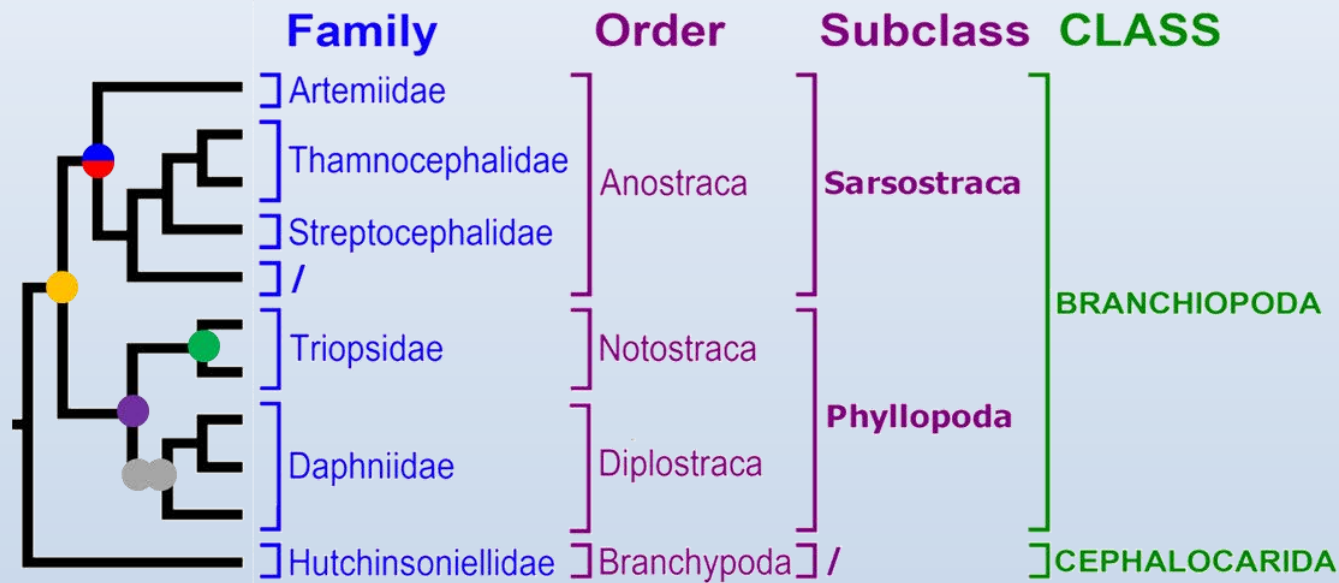 Family Order Subclass CLASS
Artemiidae
Thamnocephalidae
Anostraca
Sarsostraca
Streptocephalidae
/
BRANCHIOPODA
Triopsidae
Notostraca
Phyllopoda
Daphniidae
Diplostraca
Hutchinsoniellidae Branchypoda / CEPHALOCARIDA